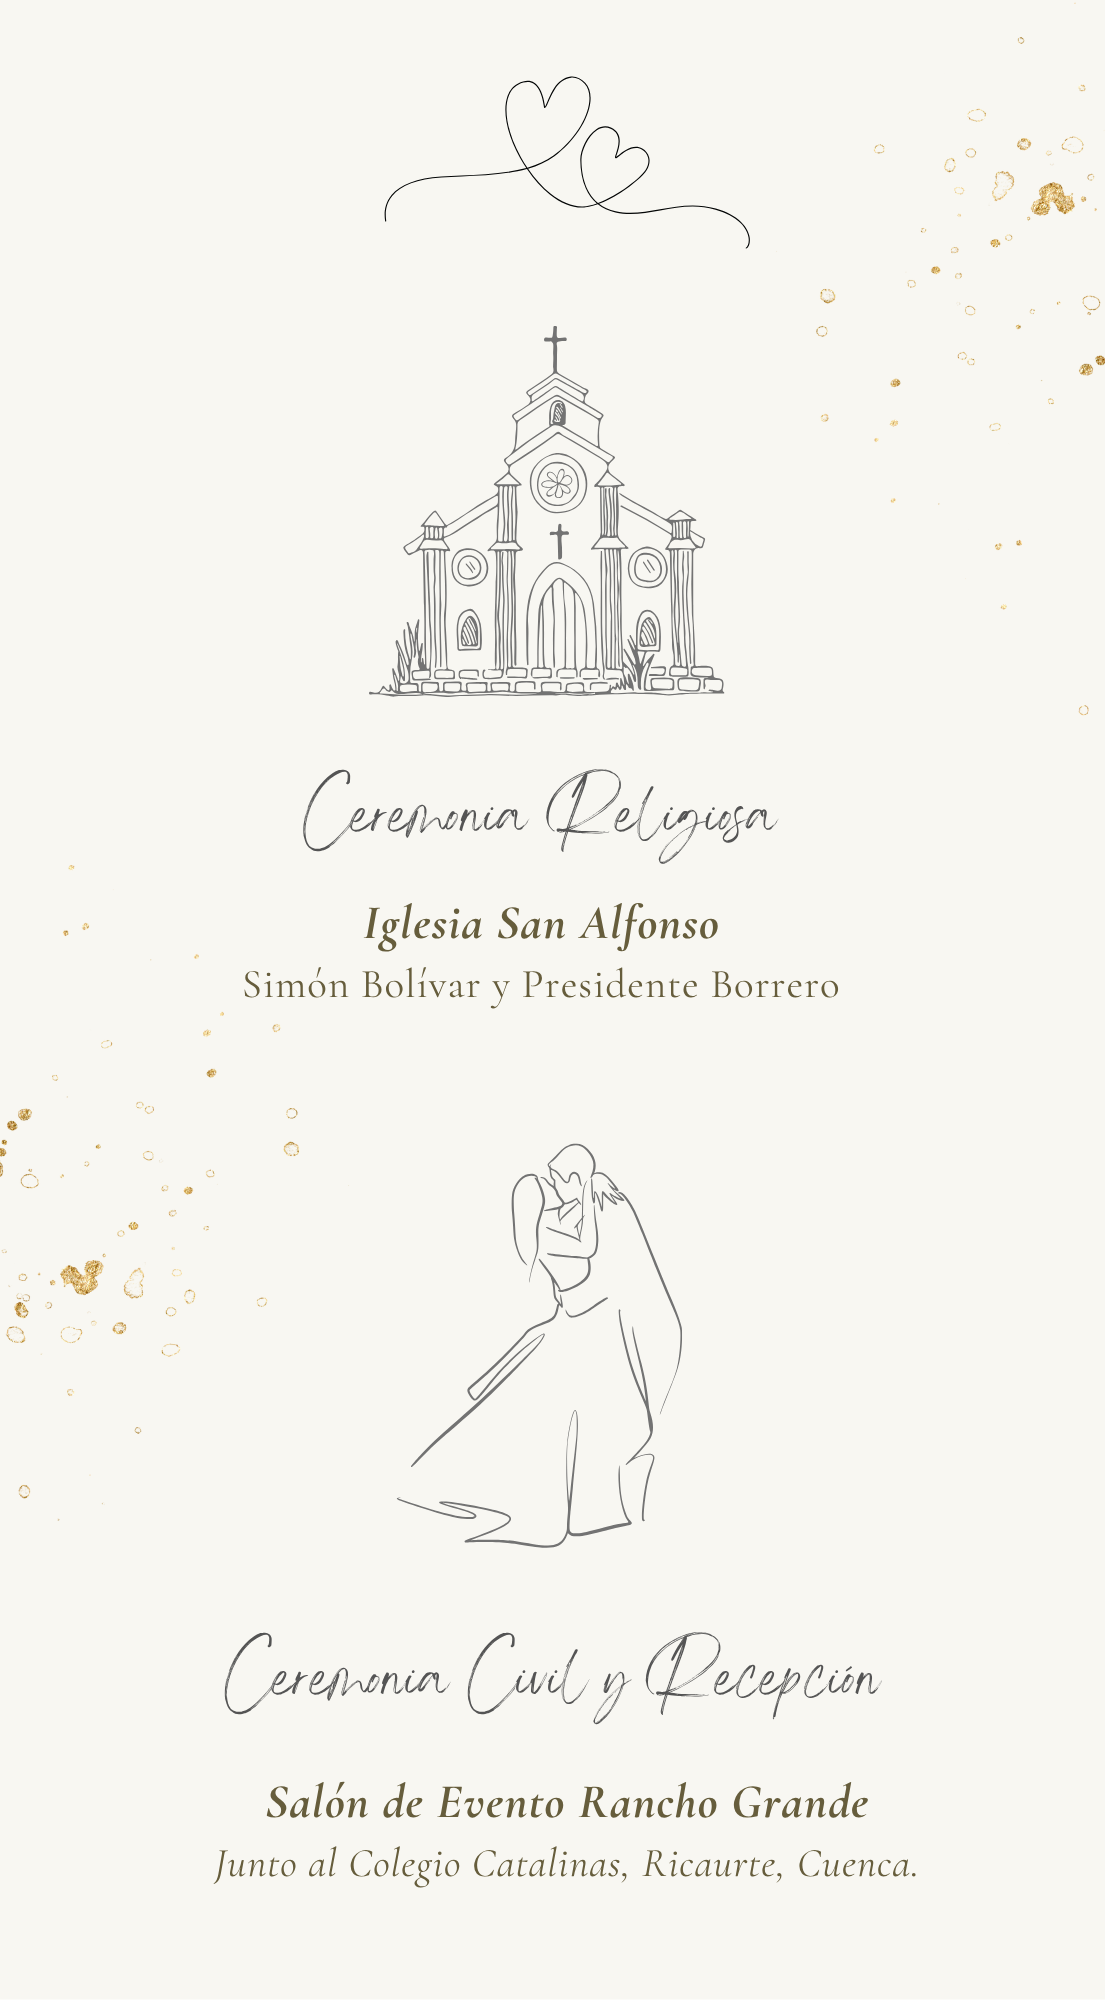 Ceremonia Religiosa
Iglesia San Alfonso
Simón Bolívar y Presidente Borrero
Ceremonia Civil y Recepción
Salón de Evento Rancho Grande
Junto al Colegio Catalinas, Ricaurte, Cuenca.